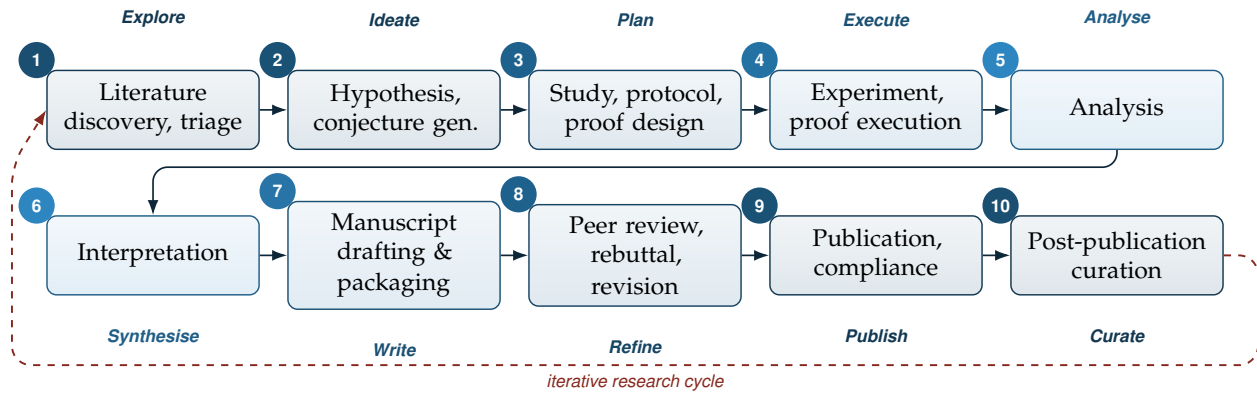 Explore
Ideate
Plan
Execute
Analyse
1
Literature
discovery, triage
2
Hypothesis,
conjecture gen.
3
Study, protocol,
proof design
4
Experiment,
proof execution
5
Analysis
6
Interpretation
7
Manuscript
drafting &
packaging
8
Peer review,
rebuttal,
revision
9
Publication,
compliance
10
Post-publication
curation
Synthesise
Write
Refine
Publish
Curate
iterative research cycle